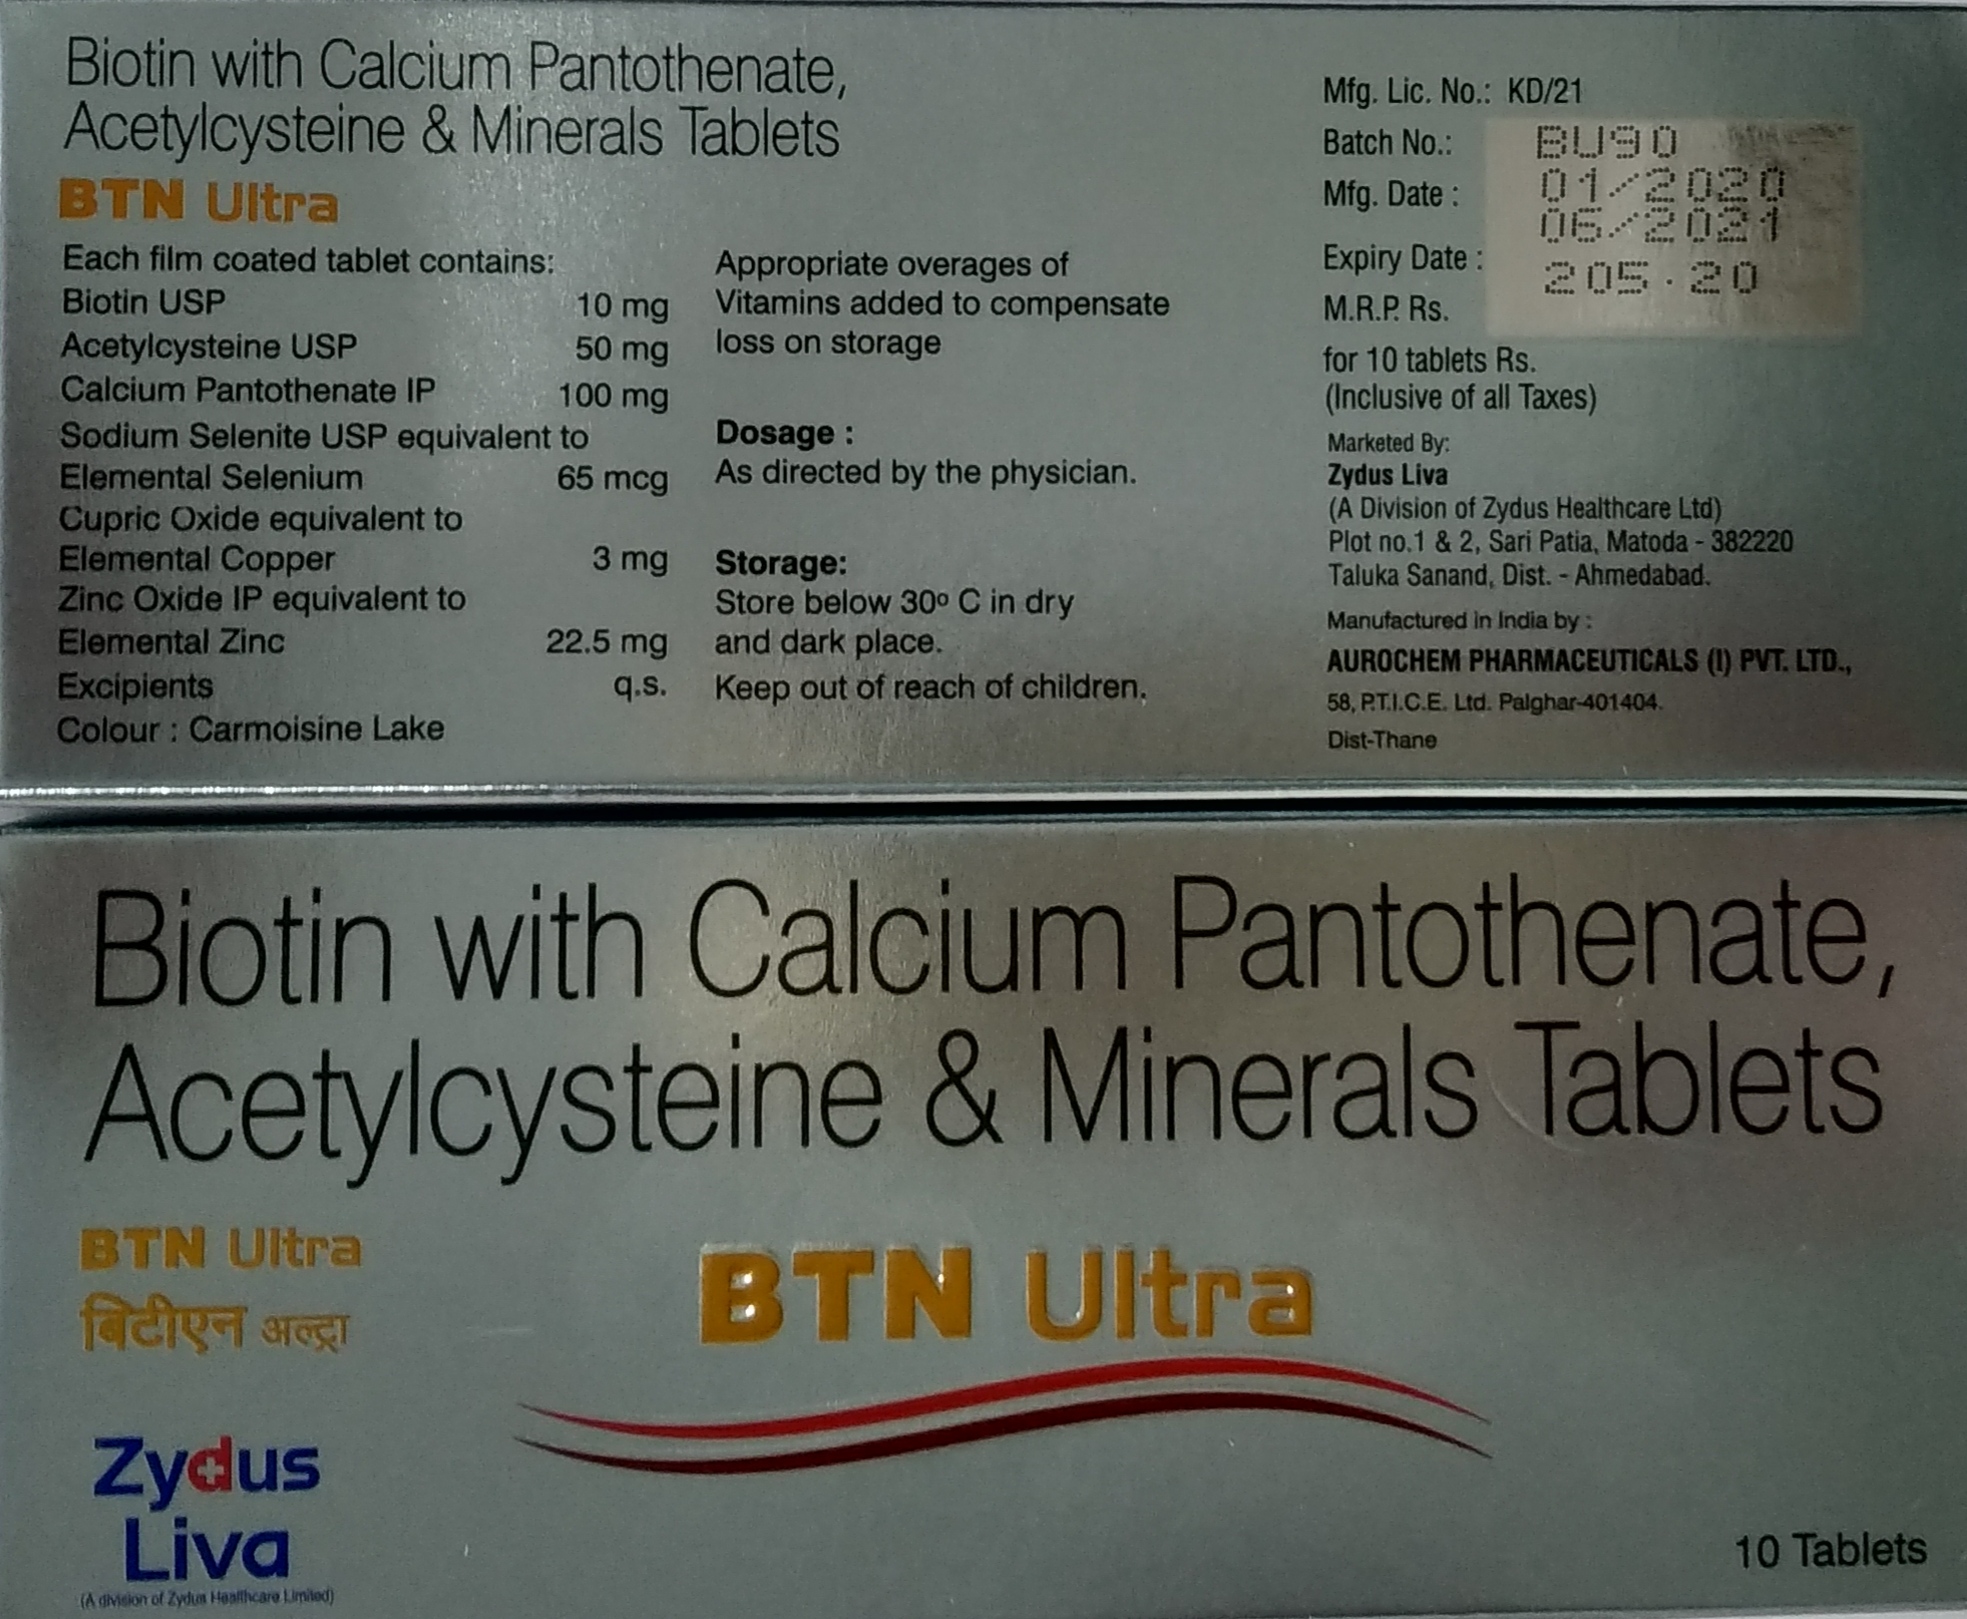 Biotin with Calcium Pantothenate,
Acetylcysteine & Minerals Tablets
BTN Ultra
Each film coated tablet contains:
Biotin USP 10 mg
Acetylcysteine USP 50 mg
Calcium Pantothenate IP 100 mg
Sodium Selenite USP equivalent to
Elemental Selenium 65 mcg
Cupric Oxide equivalent to
Elemental Copper 3 mg
Zinc Oxide IP equivalent to
Elemental Zinc 22.5 mg
Excipients q.s.
Colour : Carmoisine Lake
Appropriate overages of
Vitamins added to compensate
loss on storage
Dosage :
As directed by the physician.
Storage:
Store below 30º C in dry
and dark place.
Keep out of reach of children.
Mfg. Lic. No.: KD/21
Batch No.: BU90
Mfg. Date : 01/2020
Expiry Date : 06/2021
M.R.P. Rs. 205.20
for 10 tablets Rs.
(Inclusive of all Taxes)
Marketed By:
Zydus Liva
(A Division of Zydus Healthcare Ltd)
Plot no.1 & 2, Sari Patia, Matoda - 382220
Taluka Sanand, Dist. - Ahmedabad.
Manufactured in India by :
AUROCHEM PHARMACEUTICALS (I) PVT. LTD.,
58, P.T.I.C.E. Ltd. Palghar-401404.
Dist-Thane
Biotin with Calcium Pantothenate,
Acetylcysteine & Minerals Tablets
BTN Ultra
बिटीएन अल्ट्रा
BTN Ultra
Zydus
Liva
(A division of Zydus Healthcare Limited)
10 Tablets